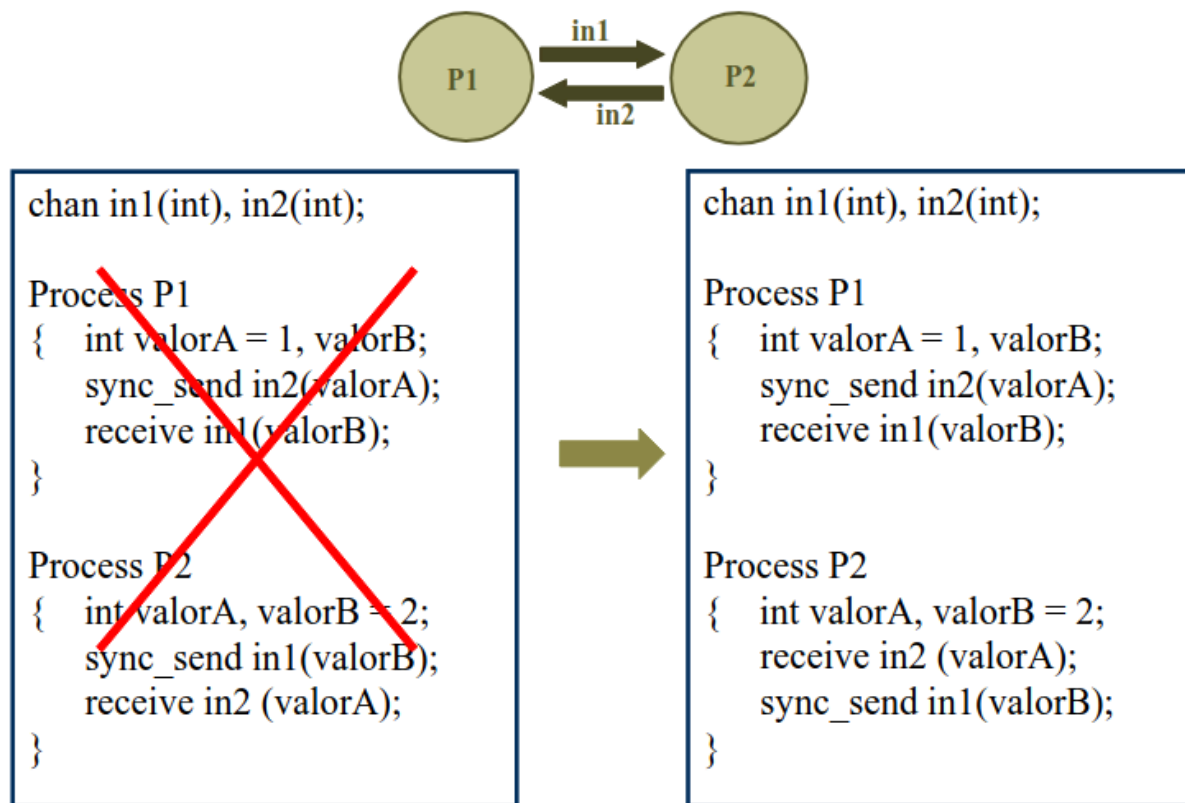 in1
P1
P2
in2
chan in1(int), in2(int);
Process P1
{ int valorA = 1, valorB;
sync_send in2(valorA);
receive in1(valorB);
}
Process P2
{ int valorA, valorB = 2;
sync_send in1(valorB);
receive in2 (valorA);
}
chan in1(int), in2(int);
Process P1
{ int valorA = 1, valorB;
sync_send in2(valorA);
receive in1(valorB);
}
Process P2
{ int valorA, valorB = 2;
receive in2 (valorA);
sync_send in1(valorB);
}